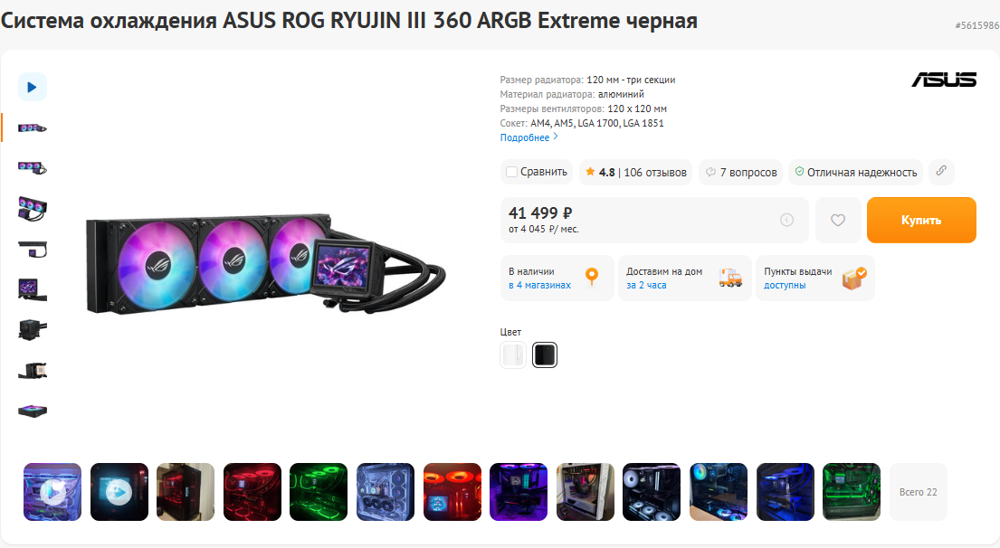 Система охлаждения ASUS ROG RYUJIN III 360 ARGB Extreme черная
#5615986
Размер радиатора: 120 мм - три секции
Материал радиатора: алюминий
Размеры вентиляторов: 120 x 120 мм
Сокет: AM4, AM5, LGA 1700, LGA 1851
Подробнее
ASUS
Сравнить
4.8 | 106 отзывов
7 вопросов
Отличная надежность
41 499 ₽
от 4 045 ₽/ мес.
Купить
В наличии
в 4 магазинах
Доставим на дом
за 2 часа
Пункты выдачи
доступны
Цвет
Всего 22